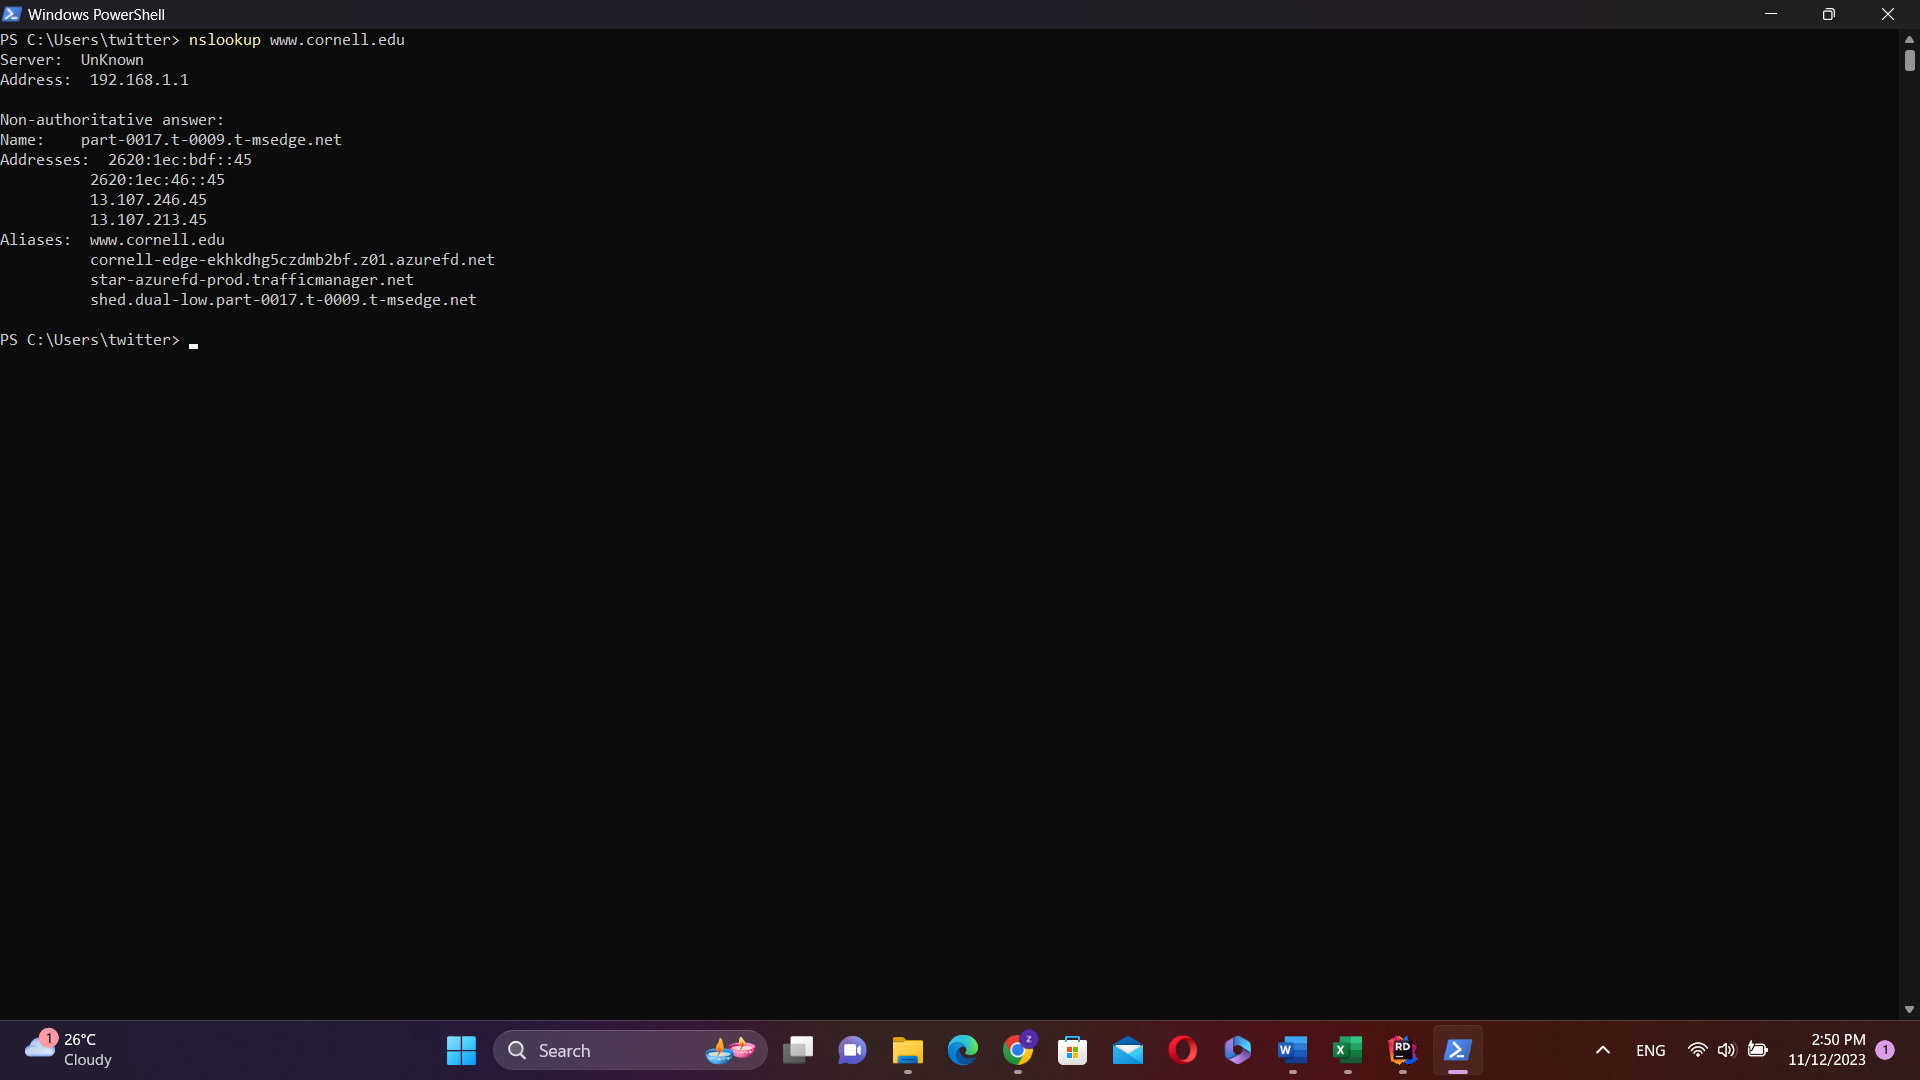 Windows PowerShell
PS C:\Users\twitter> nslookup www.cornell.edu
Server:  UnKnown
Address:  192.168.1.1
Non-authoritative answer:
Name:    part-0017.t-0009.t-msedge.net
Addresses:  2620:1ec:bdf::45
2620:1ec:46::45
13.107.246.45
13.107.213.45
Aliases:  www.cornell.edu
cornell-edge-ekhkdhg5czdmb2bf.z01.azurefd.net
star-azurefd-prod.trafficmanager.net
shed.dual-low.part-0017.t-0009.t-msedge.net
PS C:\Users\twitter>
1
26°C
Cloudy
Search
z
W
X
RD
ENG
2:50 PM
11/12/2023
1